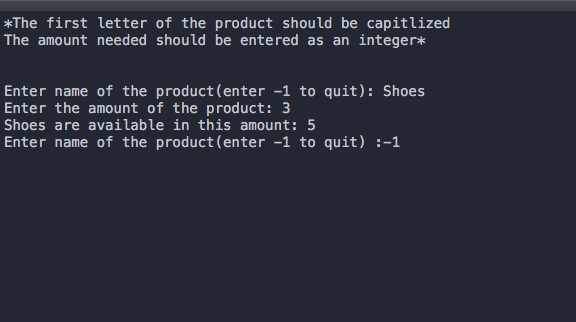 *The first letter of the product should be capitlized
The amount needed should be entered as an integer*
Enter name of the product(enter -1 to quit): Shoes
Enter the amount of the product: 3
Shoes are available in this amount: 5
Enter name of the product(enter -1 to quit) :-1